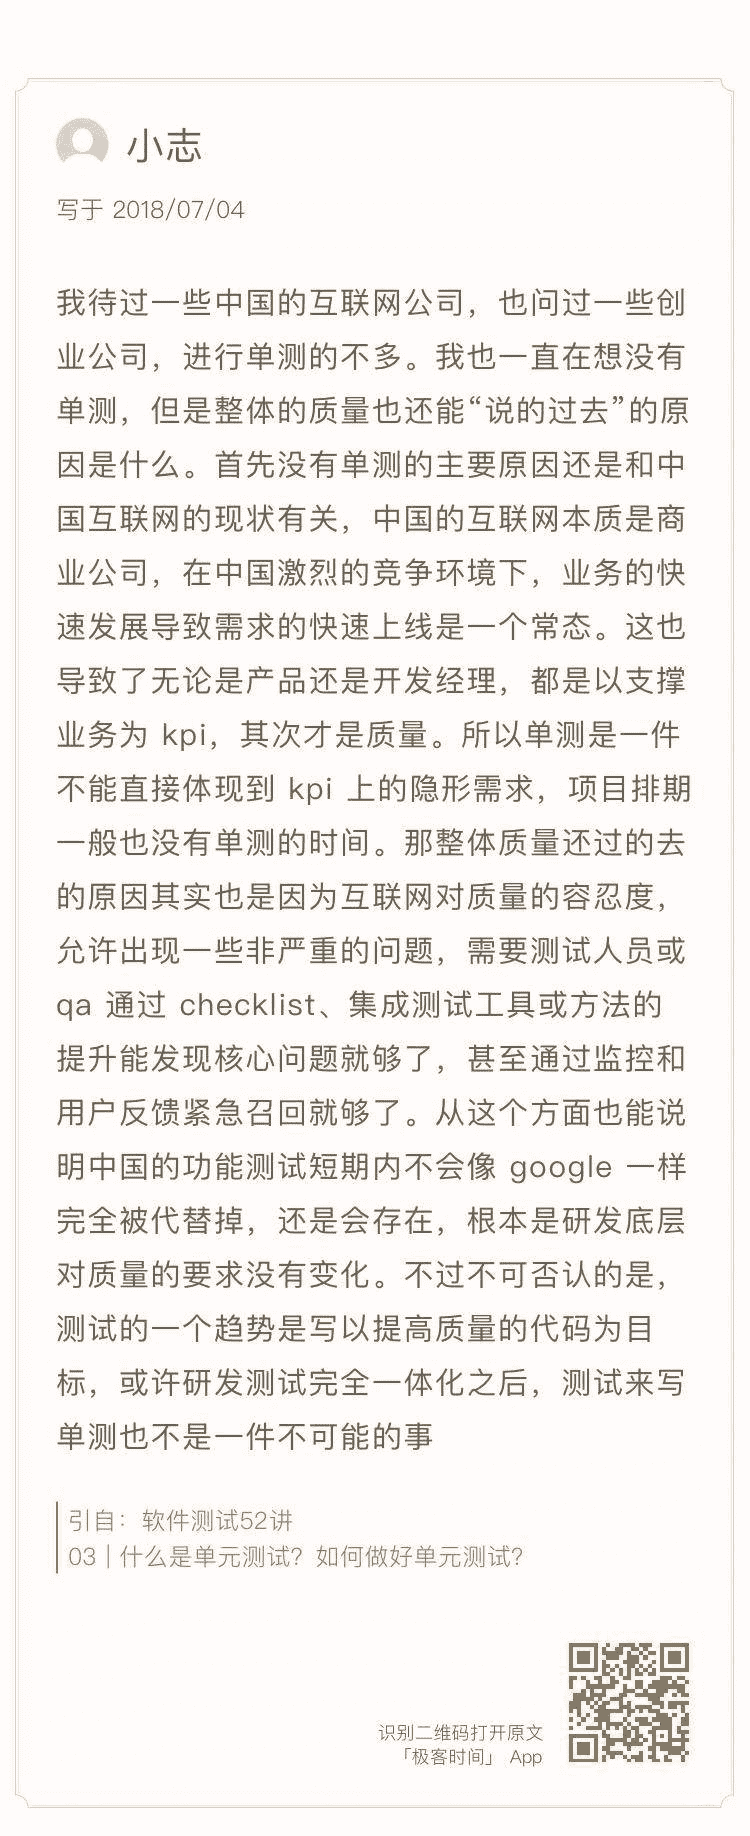 小志
写于 2018/07/04
我待过一些中国的互联网公司，也问过一些创
业公司，进行单测的不多。我也一直在想没有
单测，但是整体的质量也还能“说的过去”的原
因是什么。首先没有单测的主要原因还是和中
国互联网的现状有关，中国的互联网本质是商
业公司，在中国激烈的竞争环境下，业务的快
速发展导致需求的快速上线是一个常态。这也
导致了无论是产品还是开发经理，都是以支撑
业务为 kpi，其次才是质量。所以单测是一件
不能直接体现到 kpi 上的隐形需求，项目排期
一般也没有单测的时间。那整体质量还过的去
的原因其实也是因为互联网对质量的容忍度，
允许出现一些非严重的问题，需要测试人员或
qa 通过 checklist、集成测试工具或方法的
提升能发现核心问题就够了，甚至通过监控和
用户反馈紧急召回就够了。从这个方面也能说
明中国的功能测试短期内不会像 google 一样
完全被代替掉，还是会存在，根本是研发底层
对质量的要求没有变化。不过不可否认的是，
测试的一个趋势是写以提高质量的代码为目
标，或许研发测试完全一体化之后，测试来写
单测也不是一件不可能的事
引自：软件测试52讲
03 | 什么是单元测试？如何做好单元测试？
识别二维码打开原文
「极客时间」 App